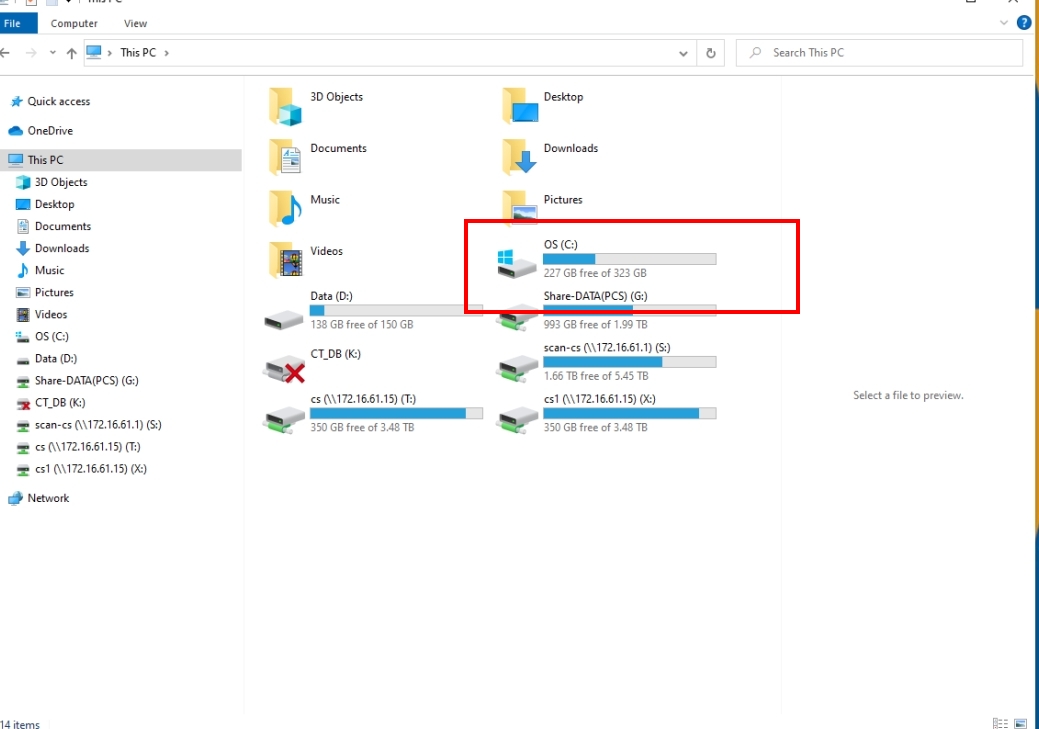 This PC
File
Computer
View
This PC
Search This PC
Quick access
OneDrive
This PC
3D Objects
Desktop
Documents
Downloads
Music
Pictures
Videos
OS (C:)
Data (D:)
Share-DATA(PCS) (G:)
CT_DB (K:)
scan-cs (\\172.16.61.1) (S:)
cs (\\172.16.61.15) (T:)
cs1 (\\172.16.61.15) (X:)
Network
3D Objects
Desktop
Documents
Downloads
Music
Pictures
Videos
OS (C:)
227 GB free of 323 GB
Data (D:)
138 GB free of 150 GB
Share-DATA(PCS) (G:)
993 GB free of 1.99 TB
CT_DB (K:)
scan-cs (\\172.16.61.1) (S:)
1.66 TB free of 5.45 TB
cs (\\172.16.61.15) (T:)
350 GB free of 3.48 TB
cs1 (\\172.16.61.15) (X:)
350 GB free of 3.48 TB
Select a file to preview.
14 items